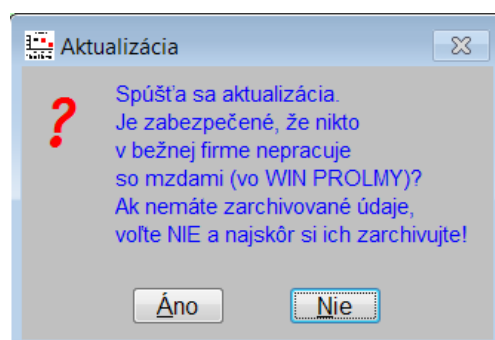 Aktualizácia
?
Spúšťa sa aktualizácia.
Je zabezpečené, že nikto
v bežnej firme nepracuje
so mzdami (vo WIN PROLMY)?
Ak nemáte zarchivované údaje,
voľte NIE a najskôr si ich zarchivujte!
Áno
Nie